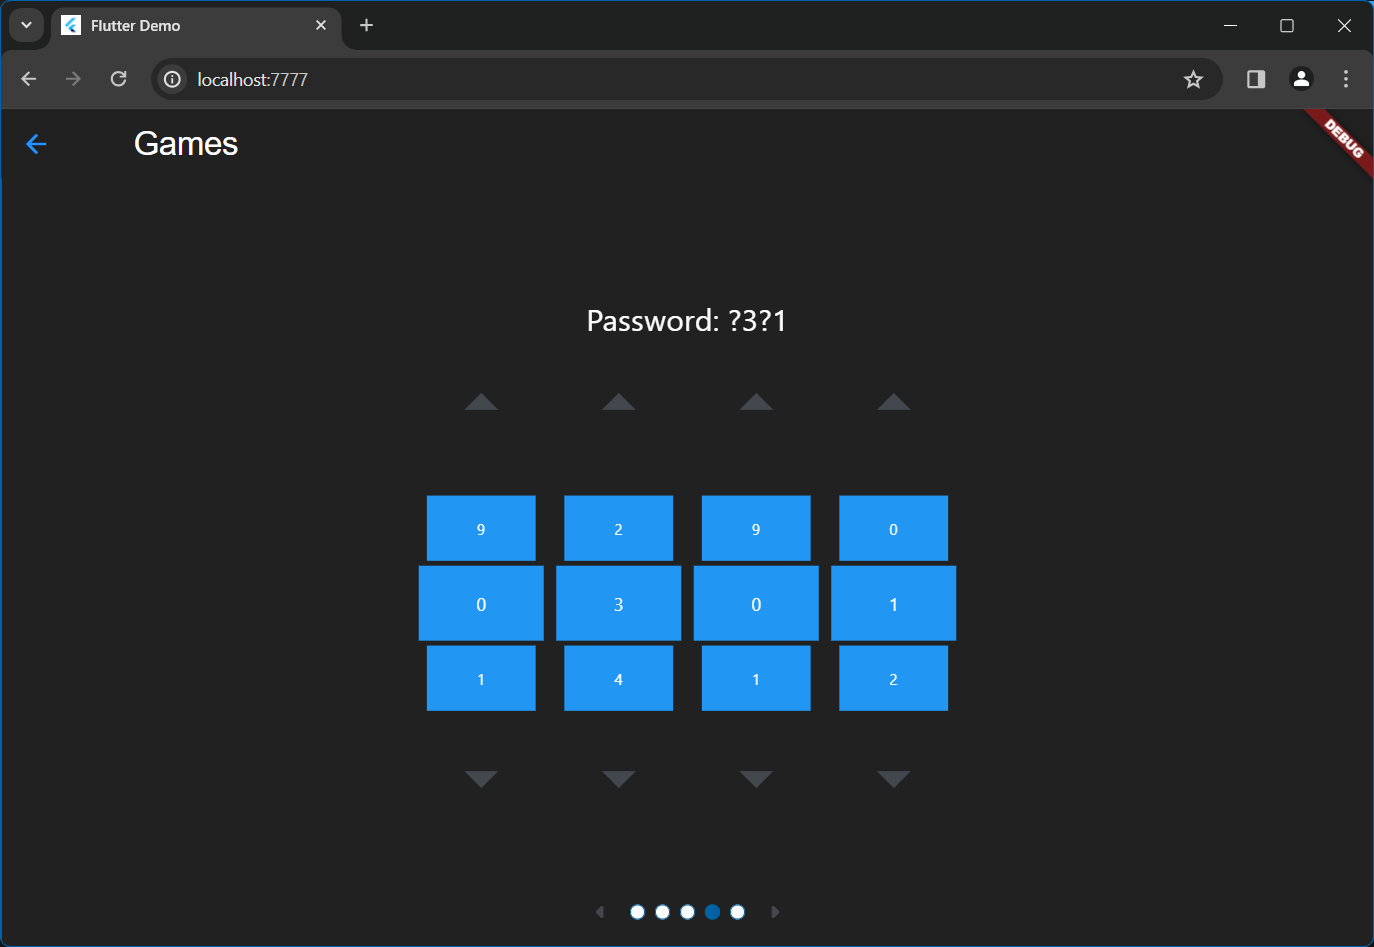 Flutter Demo
localhost:7777
Games
DEBUG
Password: ?3?1
9 2 9 0
0 3 0 1
1 4 1 2